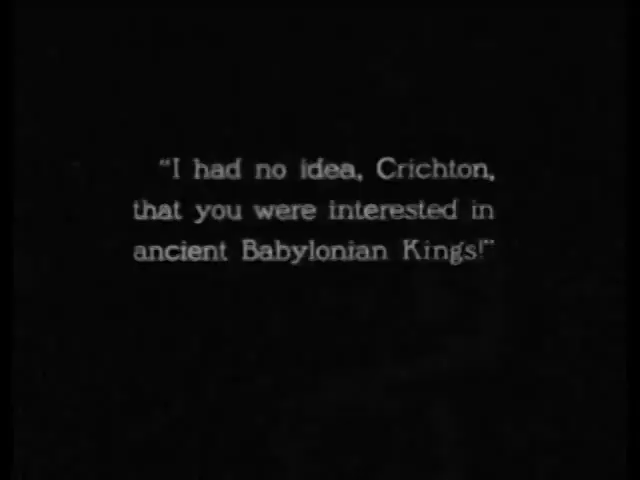 “I had no idea, Crichton,
that you were interested in
ancient Babylonian Kings!”